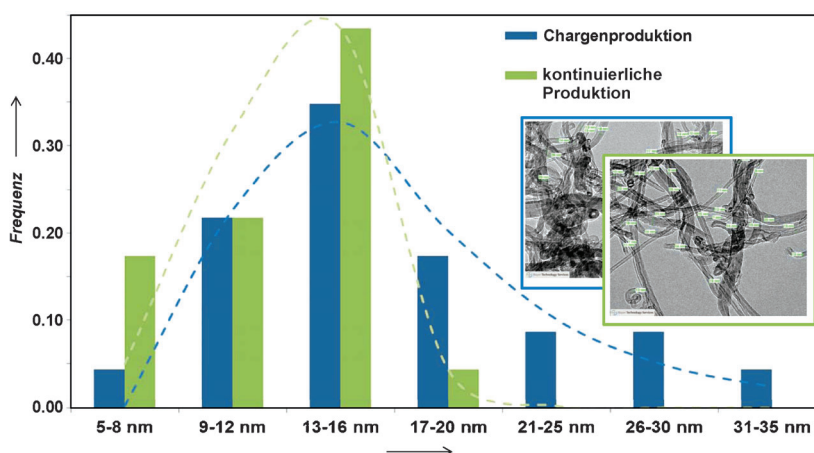 0.40
0.30
0.20
0.10
0.00
Frequenz
Chargenproduktion
kontinuierliche
Produktion
5-8 nm
9-12 nm
13-16 nm
17-20 nm
21-25 nm
26-30 nm
31-35 nm